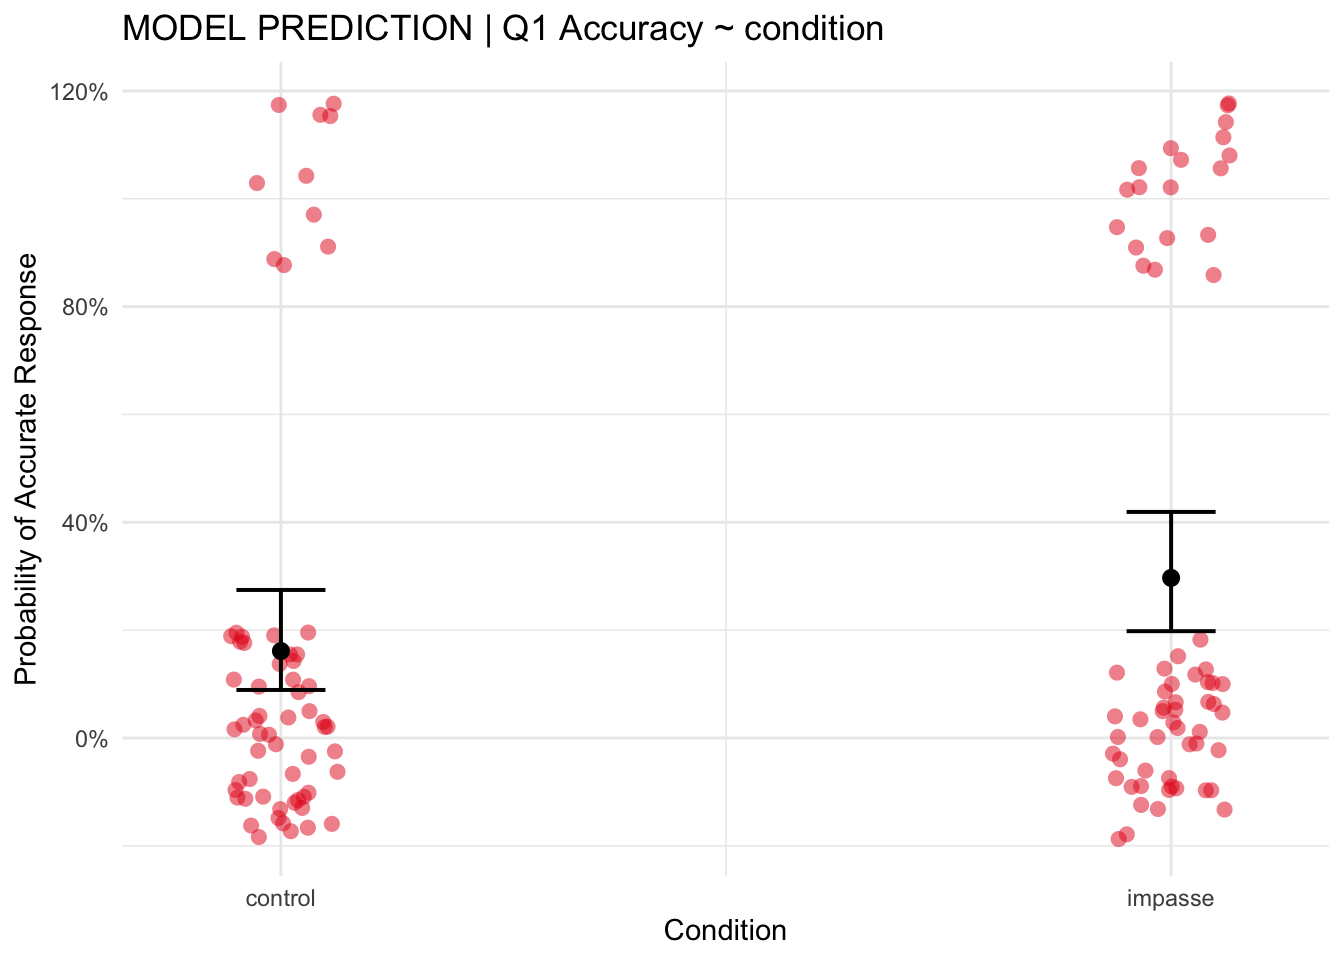 MODEL PREDICTION | Q1 Accuracy ~ condition
120%
80%
40%
0%
Probability of Accurate Response
control
impasse
Condition